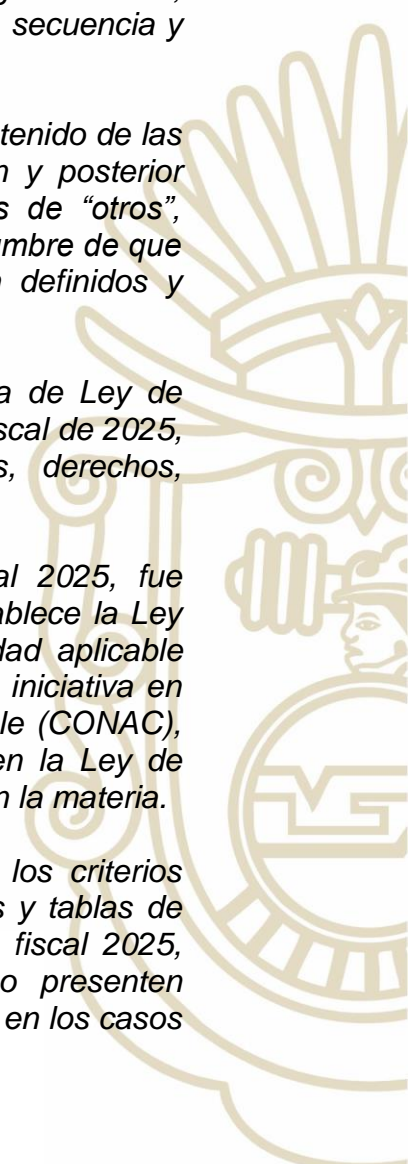 secuencia y
tenido de las
n y posterior
s de “otros”,
umbre de que
definidos y
a de Ley de
scal de 2025,
s, derechos,
al 2025, fue
ablece la Ley
dad aplicable
iniciativa en
le (CONAC),
en la Ley de
n la materia.
los criterios
s y tablas de
fiscal 2025,
o presenten
en los casos